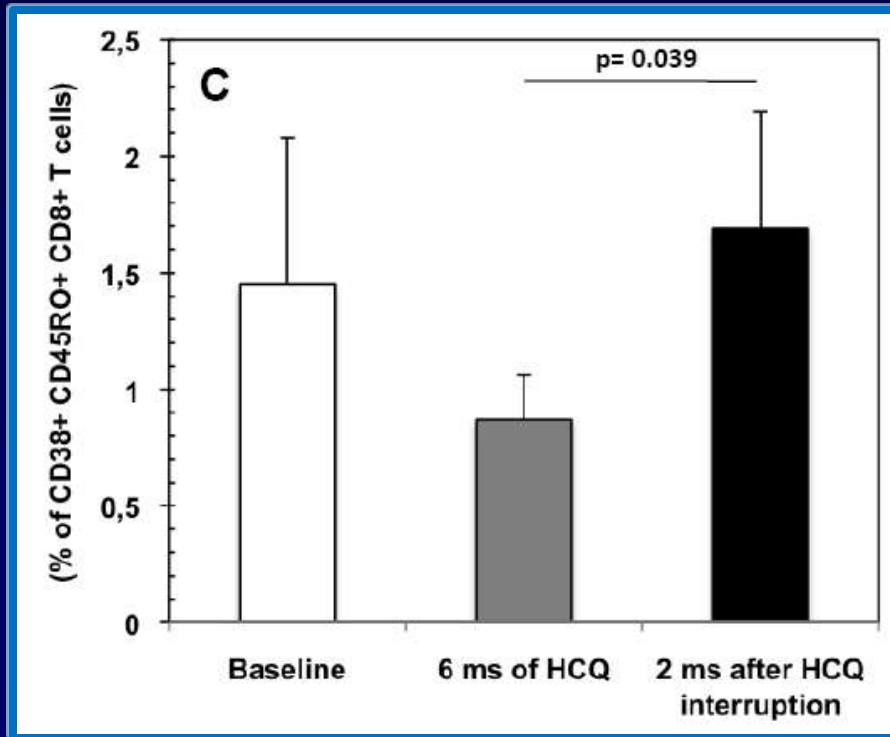 C
p= 0.039
(% of CD38+ CD45RO+ CD8+ T cells)
2,5
2
1,5
1
0,5
0
Baseline
6 ms of HCQ
2 ms after HCQ
interruption